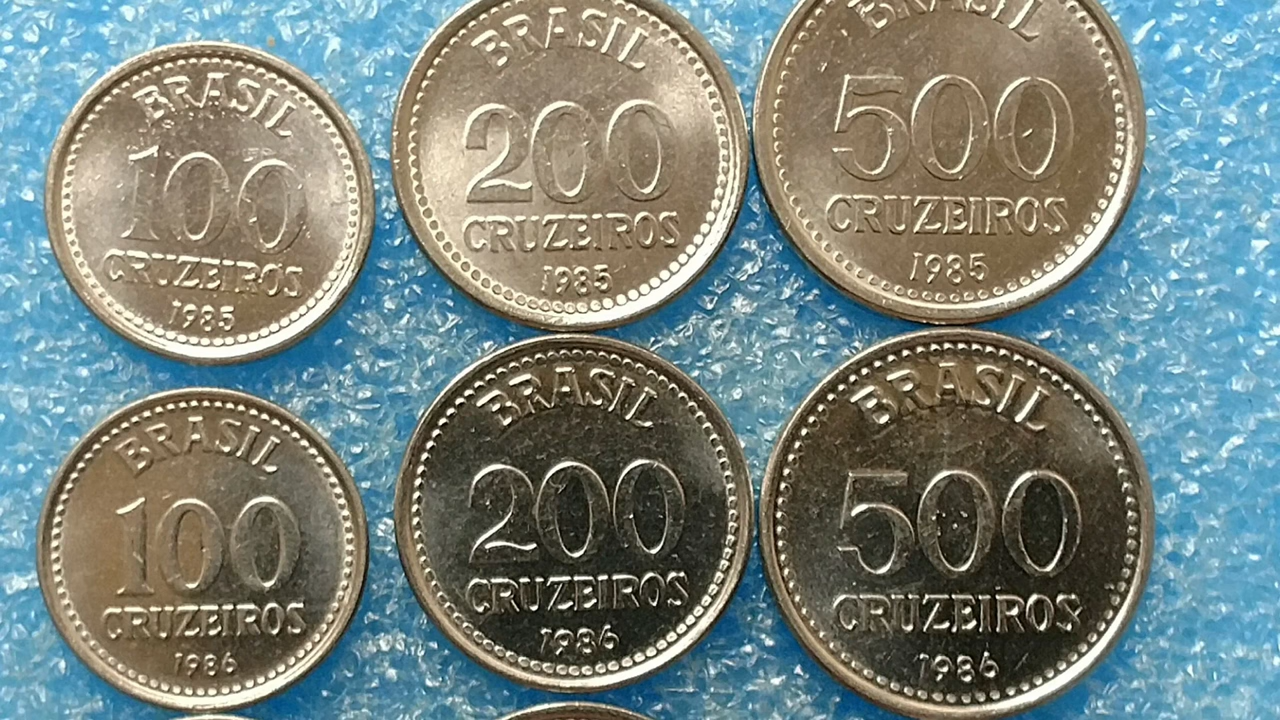 BRASIL
100
CRUZEIROS
1985
BRASIL
200
CRUZEIROS
1985
BRASIL
500
CRUZEIROS
1985
BRASIL
100
CRUZEIROS
1986
BRASIL
200
CRUZEIROS
1986
BRASIL
500
CRUZEIROS
1986